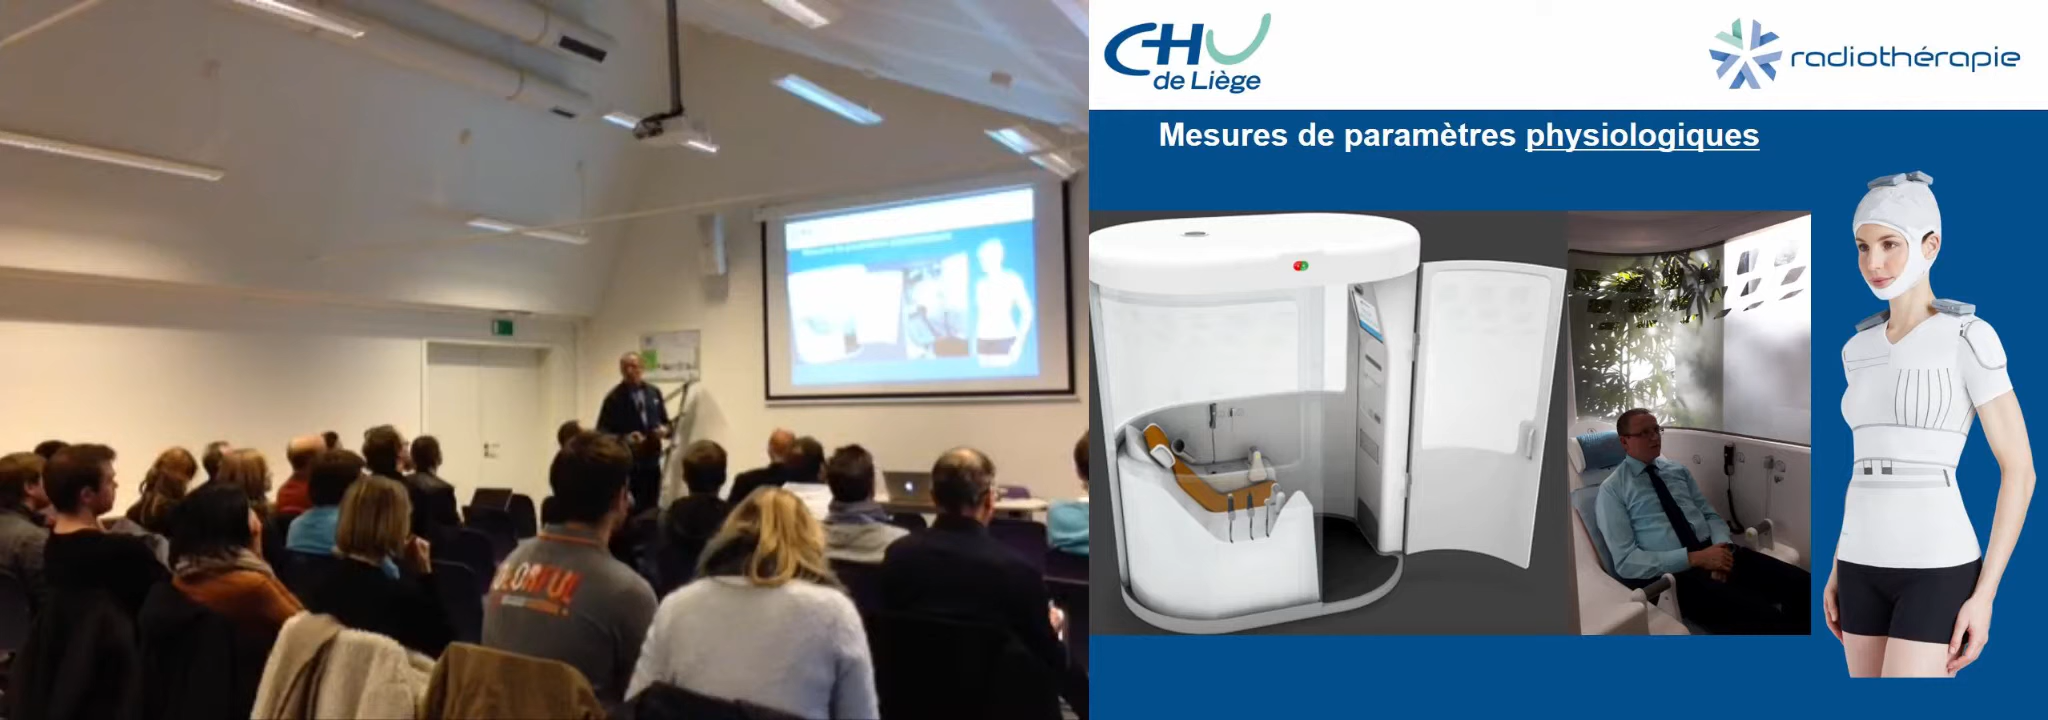 CHU
de Liège
radiothérapie
Mesures de paramètres physiologiques